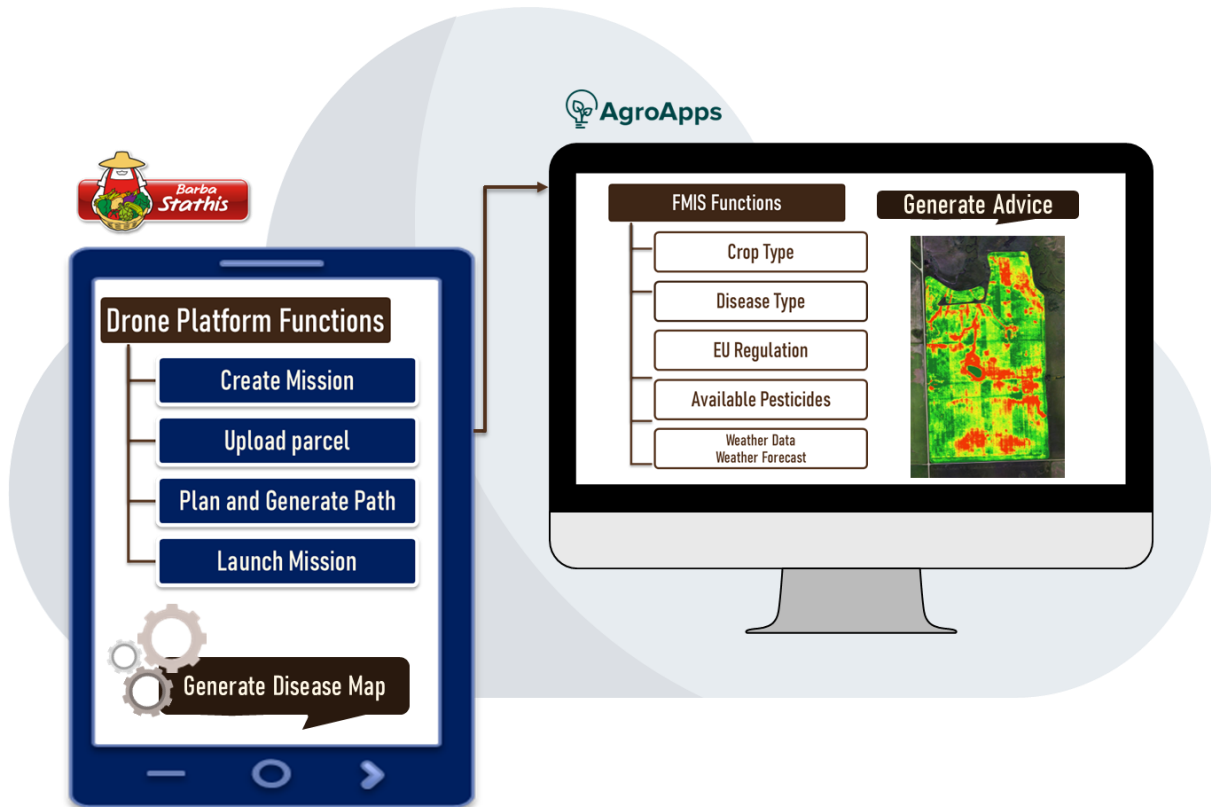 AgroApps
Barba
Stathis
Drone Platform Functions
Create Mission
Upload parcel
Plan and Generate Path
Launch Mission
Generate Disease Map
FMIS Functions
Crop Type
Disease Type
EU Regulation
Available Pesticides
Weather Data
Weather Forecast
Generate Advice